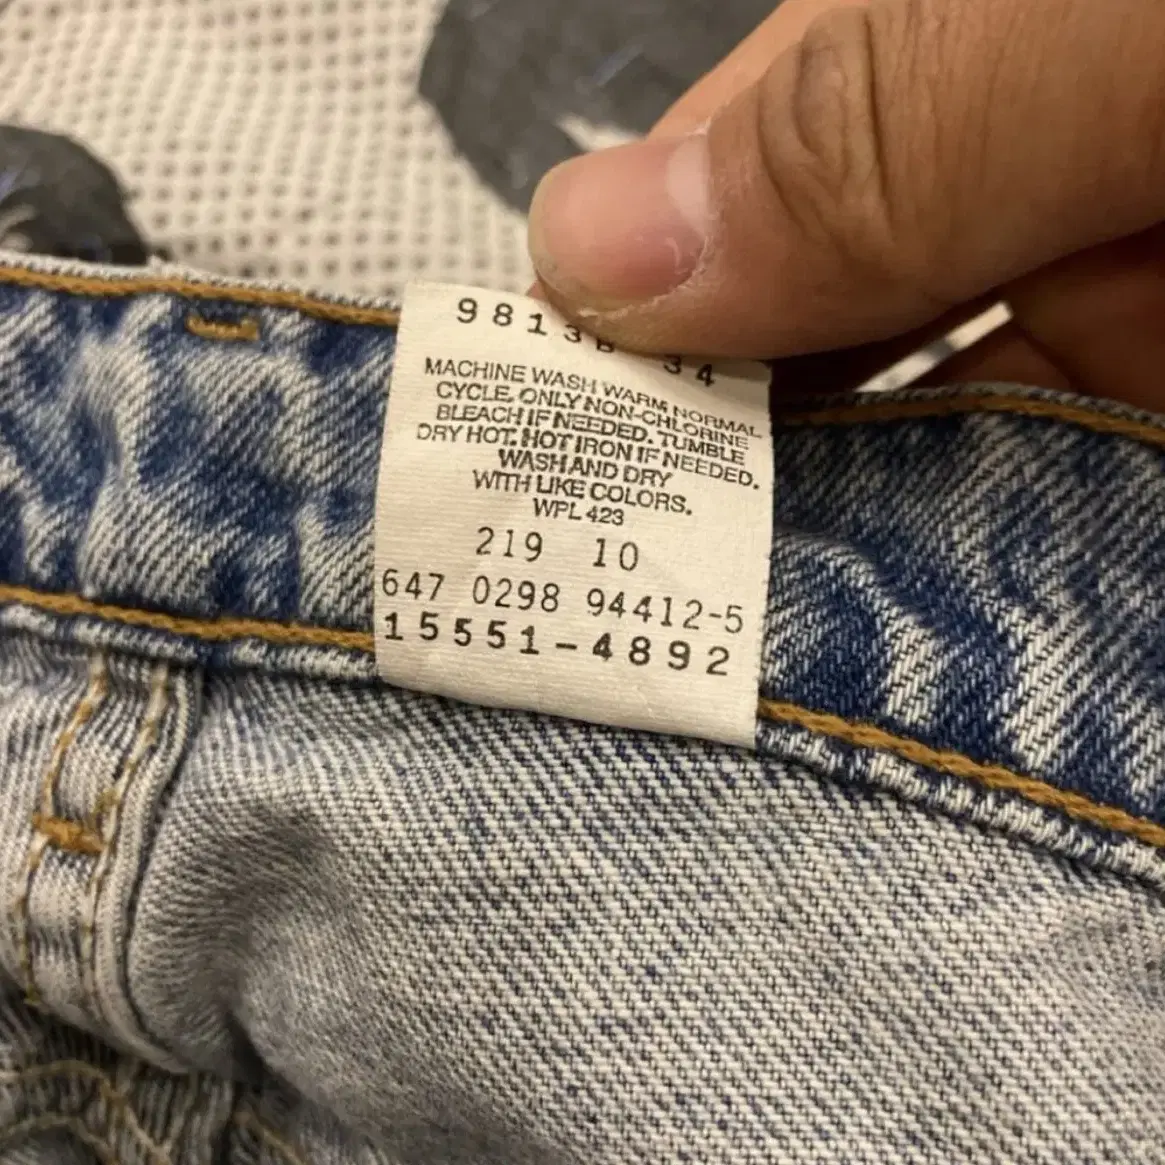 9813 34
MACHINE WASH WARM NORMAL
CYCLE. ONLY NON-CHLORINE
BLEACH IF NEEDED. TUMBLE
DRY HOT. HOT IRON IF NEEDED.
WASH AND DRY
WITH LIKE COLORS.
WPL 423
219 10
647 0298 94412-5
15551-4892